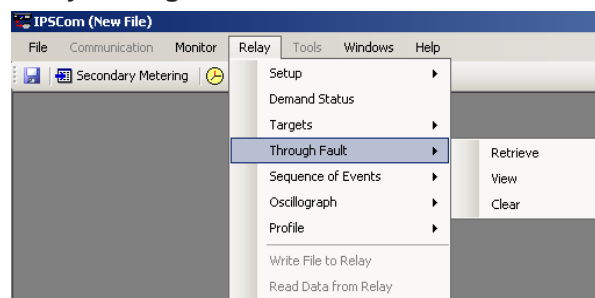 IPSCom (New File)
File Communication Monitor Relay Tools Windows Help
Secondary Metering
Setup
Demand Status
Targets
Through Fault
Retrieve
Sequence of Events
View
Oscillograph
Clear
Profile
Write File to Relay
Read Data from Relay